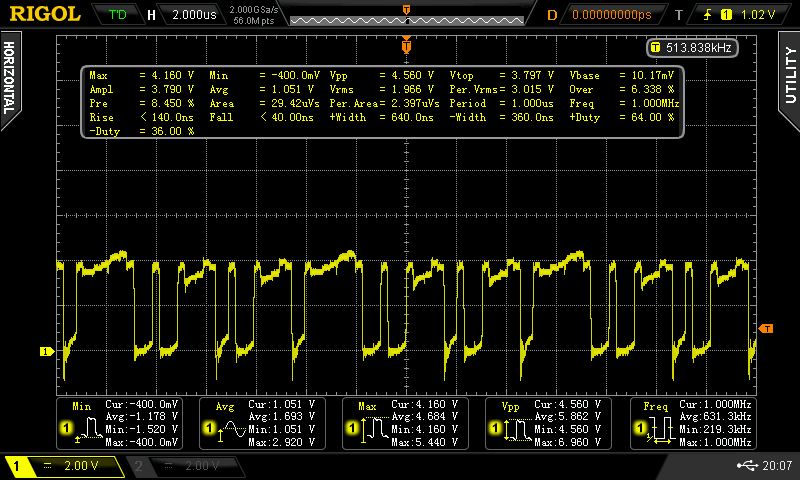 RIGOL T'D H 2.000us 2.000GSa/s 56.0M pts D 0.00000000ps T 1 1.02 V
HORIZONTAL
UTILITY
T
T 513.838kHz
Max = 4.160 V Min = -400.0mV Vpp = 4.560 V Vtop = 3.797 V Vbase = 10.17mV
Ampl = 3.790 V Avg = 1.051 V Vrms = 1.966 V Per.Vrms= 3.015 V Over = 6.338 %
Pre = 8.450 % Area = 29.42uVs Per.Area= 2.397uVs Period = 1.000us Freq = 1.000MHz
Rise < 140.0ns Fall < 40.00ns +Width = 640.0ns -Width = 360.0ns +Duty = 64.00 %
-Duty = 36.00 %
T
1
Min Cur:-400.0mV
Avg:-1.178 V
1 Min:-1.520 V
Max:-400.0mV
Avg Cur:1.051 V
Avg:1.693 V
1 Min:1.051 V
Max:2.920 V
Max Cur:4.160 V
Avg:4.684 V
1 Min:4.160 V
Max:5.440 V
Vpp Cur:4.560 V
Avg:5.862 V
1 Min:4.560 V
Max:6.960 V
Freq Cur:1.000MHz
Avg:631.3kHz
1 Min:219.3kHz
Max:1.000MHz
1 = 2.00 V 2 = 2.00 V 20:07